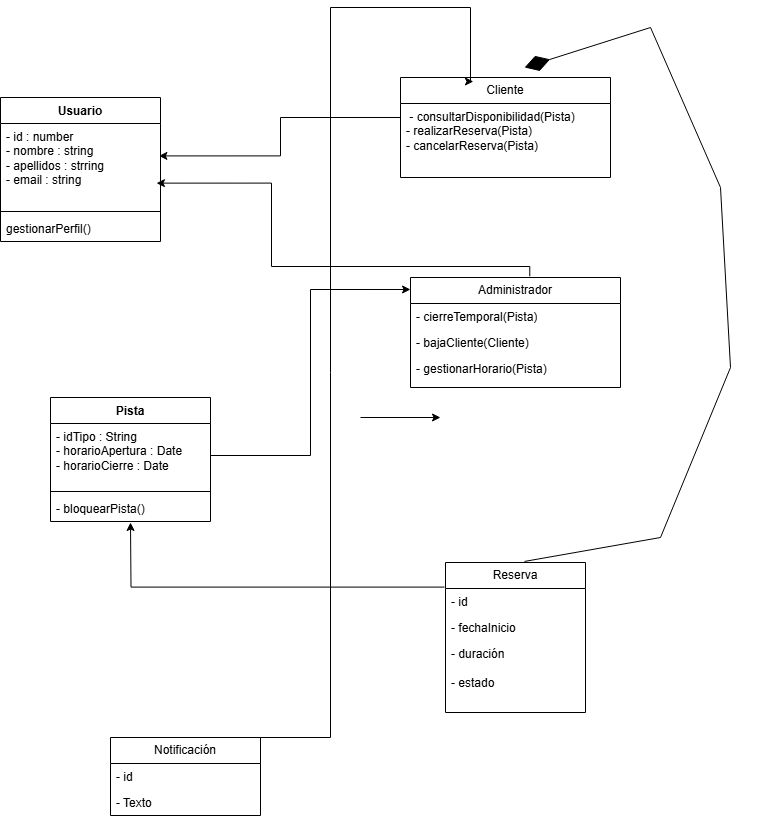 Cliente
- consultarDisponibilidad(Pista)
- realizarReserva(Pista)
- cancelarReserva(Pista)
Usuario
- id : number
- nombre : string
- apellidos : strring
- email : string
gestionarPerfil()
Administrador
- cierreTemporal(Pista)
- bajaCliente(Cliente)
- gestionarHorario(Pista)
Pista
- idTipo : String
- horarioApertura : Date
- horarioCierre : Date
- bloquearPista()
Reserva
- id
- fechaInicio
- duración
- estado
Notificación
- id
- Texto